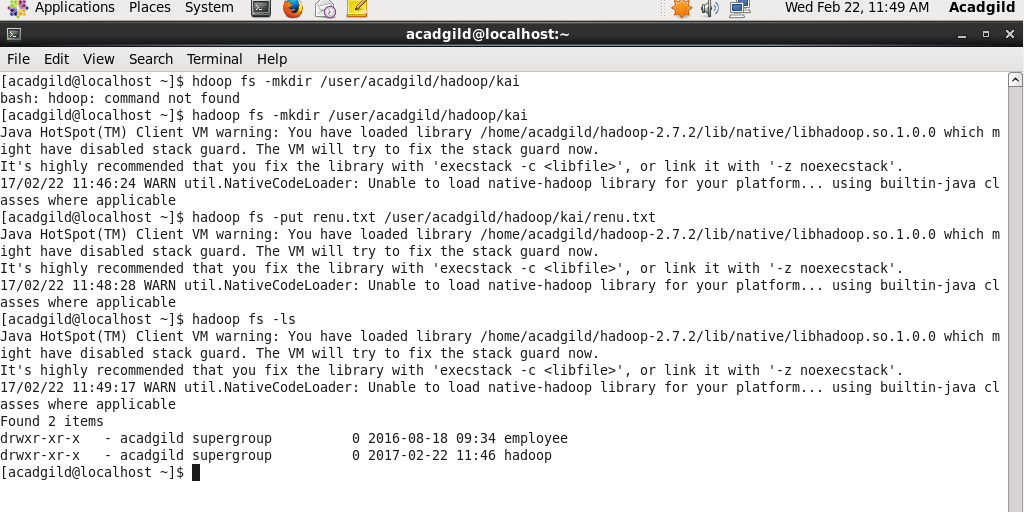 Applications Places System Wed Feb 22, 11:49 AM Acadgild
acadgild@localhost:~
File Edit View Search Terminal Help
[acadgild@localhost ~]$ hdoop fs -mkdir /user/acadgild/hadoop/kai
bash: hdoop: command not found
[acadgild@localhost ~]$ hadoop fs -mkdir /user/acadgild/hadoop/kai
Java HotSpot(TM) Client VM warning: You have loaded library /home/acadgild/hadoop-2.7.2/lib/native/libhadoop.so.1.0.0 which m
ight have disabled stack guard. The VM will try to fix the stack guard now.
It's highly recommended that you fix the library with 'execstack -c <libfile>', or link it with '-z noexecstack'.
17/02/22 11:46:24 WARN util.NativeCodeLoader: Unable to load native-hadoop library for your platform... using builtin-java cl
asses where applicable
[acadgild@localhost ~]$ hadoop fs -put renu.txt /user/acadgild/hadoop/kai/renu.txt
Java HotSpot(TM) Client VM warning: You have loaded library /home/acadgild/hadoop-2.7.2/lib/native/libhadoop.so.1.0.0 which m
ight have disabled stack guard. The VM will try to fix the stack guard now.
It's highly recommended that you fix the library with 'execstack -c <libfile>', or link it with '-z noexecstack'.
17/02/22 11:48:28 WARN util.NativeCodeLoader: Unable to load native-hadoop library for your platform... using builtin-java cl
asses where applicable
[acadgild@localhost ~]$ hadoop fs -ls
Java HotSpot(TM) Client VM warning: You have loaded library /home/acadgild/hadoop-2.7.2/lib/native/libhadoop.so.1.0.0 which m
ight have disabled stack guard. The VM will try to fix the stack guard now.
It's highly recommended that you fix the library with 'execstack -c <libfile>', or link it with '-z noexecstack'.
17/02/22 11:49:17 WARN util.NativeCodeLoader: Unable to load native-hadoop library for your platform... using builtin-java cl
asses where applicable
Found 2 items
drwxr-xr-x   - acadgild supergroup          0 2016-08-18 09:34 employee
drwxr-xr-x   - acadgild supergroup          0 2017-02-22 11:46 hadoop
[acadgild@localhost ~]$